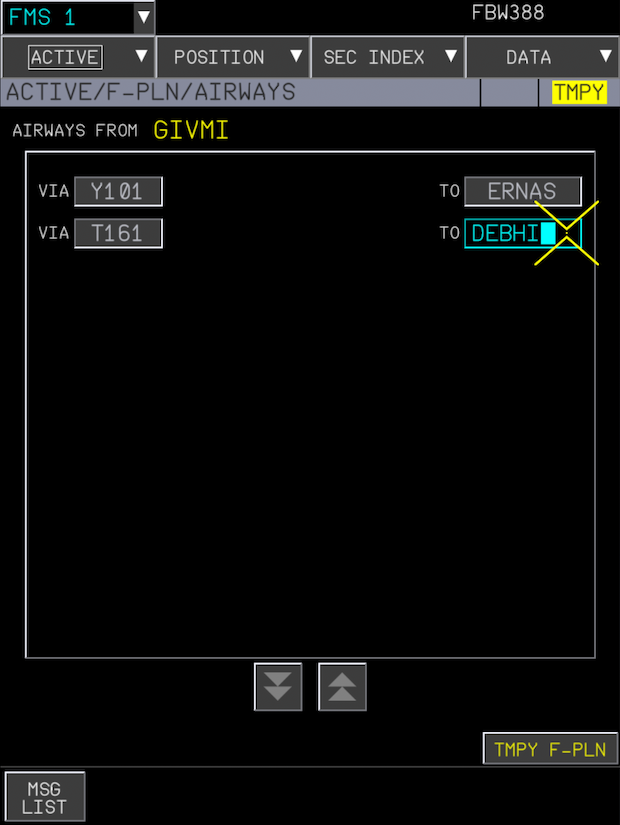 FMS 1 ▼ FBW388
ACTIVE ▼ POSITION ▼ SEC INDEX ▼ DATA ▼
ACTIVE/F-PLN/AIRWAYS TMPY
AIRWAYS FROM GIVMI
VIA Y101 TO ERNAS
VIA T161 TO DEBHI
TMPY F-PLN
MSG
LIST